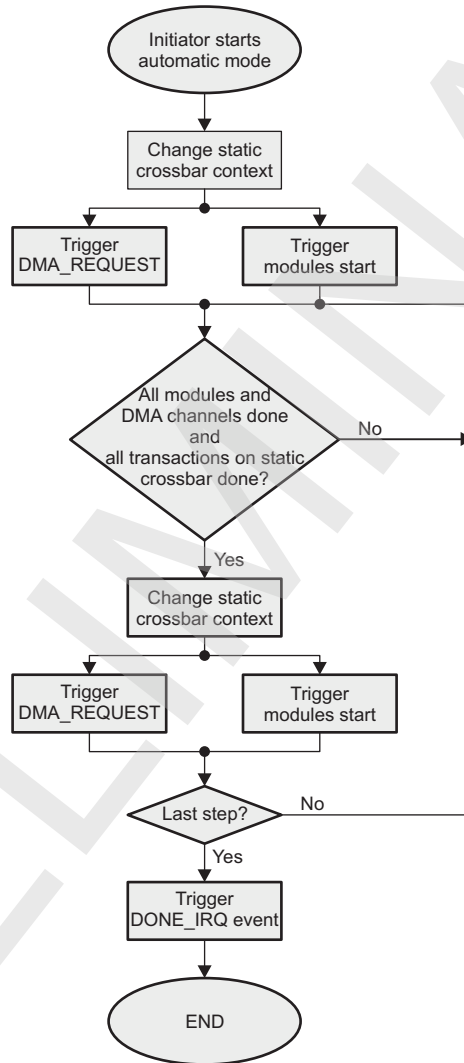 Initiator starts
automatic mode
Change static
crossbar context
Trigger
DMA_REQUEST
Trigger
modules start
All modules and
DMA channels done
and
all transactions on static
crossbar done?
No
Yes
Change static
crossbar context
Trigger
DMA_REQUEST
Trigger
modules start
Last step?
No
Yes
Trigger
DONE_IRQ event
END